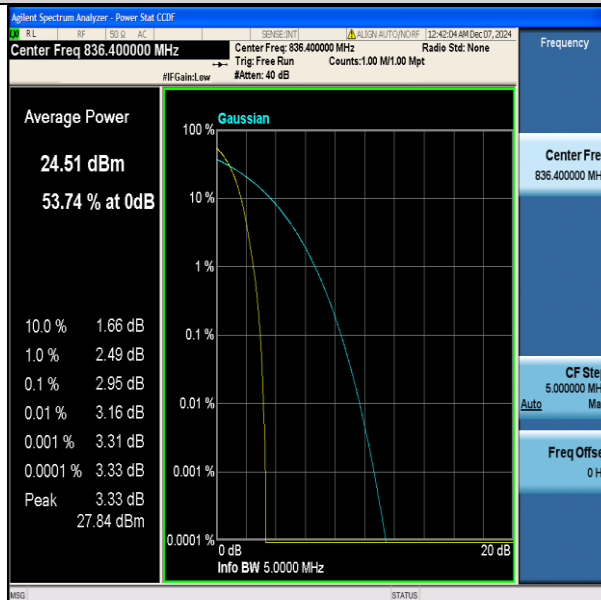 Agilent Spectrum Analyzer - Power Stat CCDF
RL RF 50 Ω AC SENSE:INT ALIGN AUTO/NO RF 12:42:04 AM Dec 07, 2024
Center Freq 836.400000 MHz
Center Freq: 836.400000 MHz Radio Std: None
Trig: Free Run Counts:1.00 M/1.00 Mpt
#IFGain:Low #Atten: 40 dB
Frequency
Average Power
24.51 dBm
53.74 % at 0dB
10.0 % 1.66 dB
1.0 % 2.49 dB
0.1 % 2.95 dB
0.01 % 3.16 dB
0.001 % 3.31 dB
0.0001 % 3.33 dB
Peak 3.33 dB
27.84 dBm
Gaussian
100 %
10 %
1 %
0.1 %
0.01 %
0.001 %
0.0001 %
0 dB 20 dB
Info BW 5.0000 MHz
Center Fre
836.400000 MH
CF Ste
5.000000 MH
Auto Ma
Freq Offse
0 H
MSG STATUS